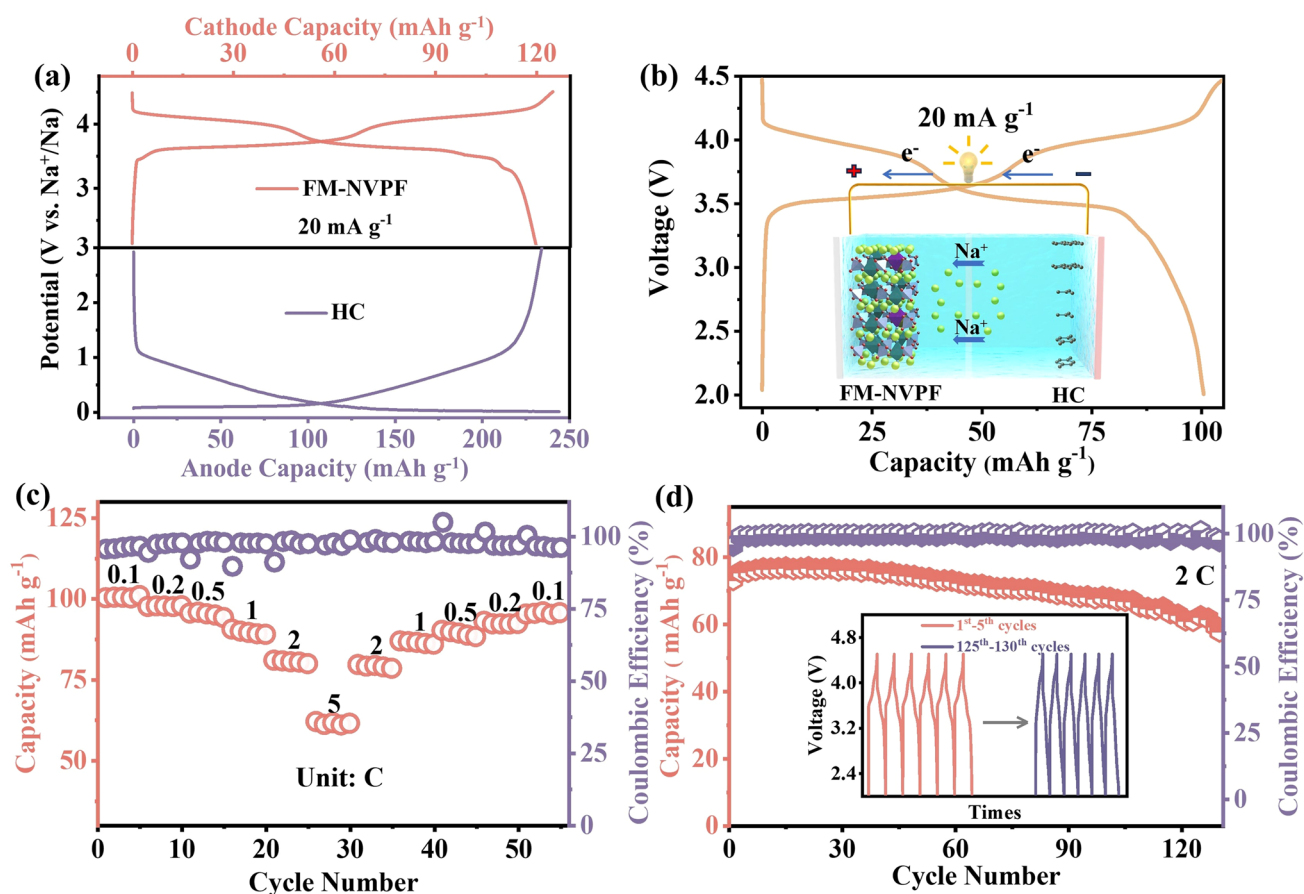 Cathode Capacity (mAh g⁻¹)
0 30 60 90 120
(a)
Potential (V vs. Na⁺/Na)
4
3
3
2
1
0
FM-NVPF
20 mA g⁻¹
HC
0 50 100 150 200 250
Anode Capacity (mAh g⁻¹)
(b)
Voltage (V)
4.5
4.0
3.5
3.0
2.5
2.0
20 mA g⁻¹
e⁻ e⁻
+ −
Na⁺
Na⁺
FM-NVPF HC
0 25 50 75 100
Capacity (mAh g⁻¹)
(c)
Capacity (mAh g⁻¹)
125
100
75
50
0.1 0.2 0.5 1 2 5 2 1 0.5 0.2 0.1
Unit: C
100
75
50
25
0
Coulombic Efficiency (%)
0 10 20 30 40 50
Cycle Number
(d)
Capacity ( mAh g⁻¹)
80
60
40
20
0
2 C
1st-5th cycles
125th-130th cycles
Voltage (V)
4.8
4.0
3.2
2.4
Times
100
75
50
25
0
Coulombic Efficiency (%)
0 30 60 90 120
Cycle Number